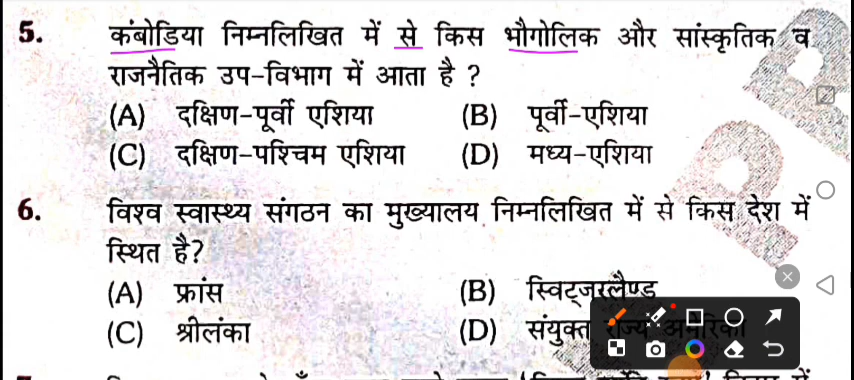 5. कंबोडिया निम्नलिखित में से किस भौगोलिक और सांस्कृतिक व
राजनैतिक उप-विभाग में आता है ?
(A) दक्षिण-पूर्वी एशिया (B) पूर्वी-एशिया
(C) दक्षिण-पश्चिम एशिया (D) मध्य-एशिया
6. विश्व स्वास्थ्य संगठन का मुख्यालय निम्नलिखित में से किस देश में
स्थित है?
(A) फ्रांस (B) स्विट्जरलैण्ड
(C) श्रीलंका (D) संयुक्त राज्य अमेरिका